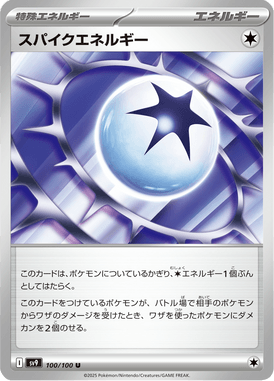 特殊エネルギー エネルギー
スパイクエネルギー
このカードは、ポケモンについているかぎり、無色エネルギー1個ぶん
としてはたらく。
このカードをつけたポケモンが、バトル場で相手のポケモン
からワザのダメージを受けたとき、ワザを使ったポケモンにダ
メカンを2個のせる。
I sv9 100/100 U
©2025 Pokémon/Nintendo/Creatures/GAME FREAK.